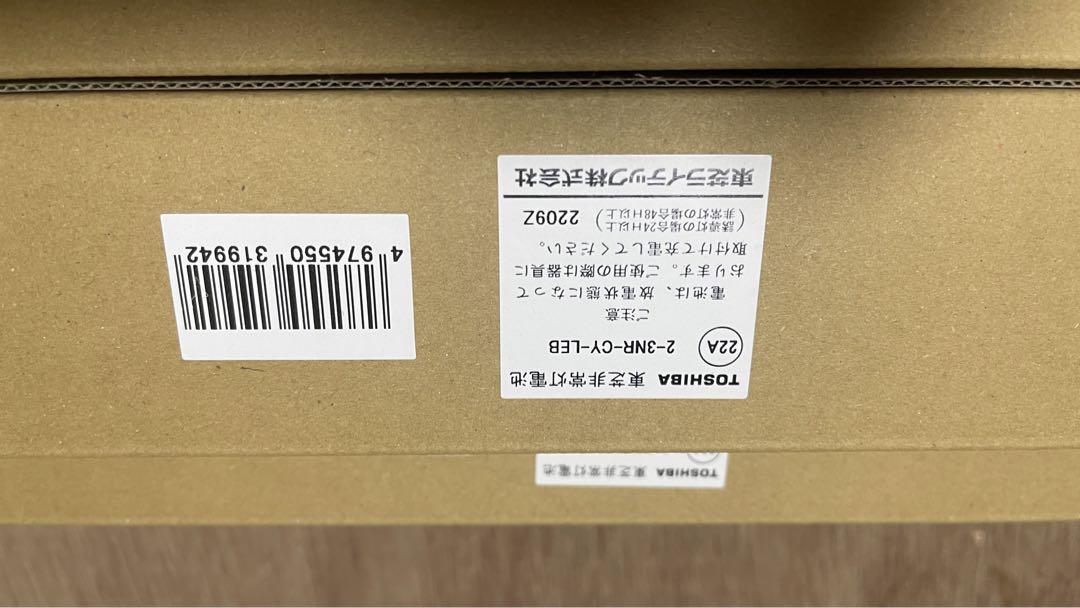 TOSHIBA 東芝非常灯電池
22A 2-3NR-CY-LEB
ご注意
電池は、放電状態になって
おります。ご使用の際は器具に
取付けて充電してください。
(誘導灯の場合24H以上
非常灯の場合48H以上) 2209Z
東芝ライテック株式会社
4 974550 319942
TOSHIBA 東芝非常灯電池